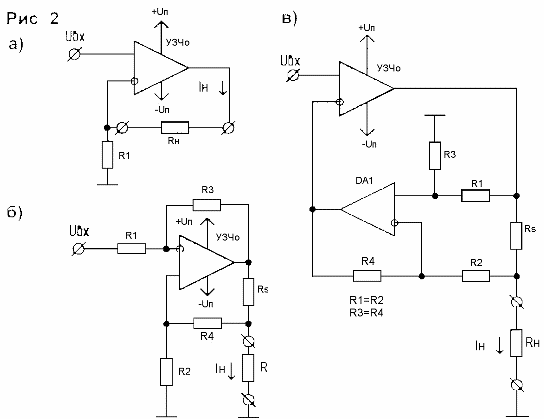 Рис 2
а)
+Uп
Uвх
УЗЧо
-Uп
Iн
Rн
R1
б)
R3
+Uп
Uвх
R1
УЗЧо
-Uп
Rs
R4
R2
Iн
R
в)
+Uп
Uвх
УЗЧо
-Uп
R3
DA1
R1
Rs
R4
R2
R1=R2
R3=R4
Iн
Rн